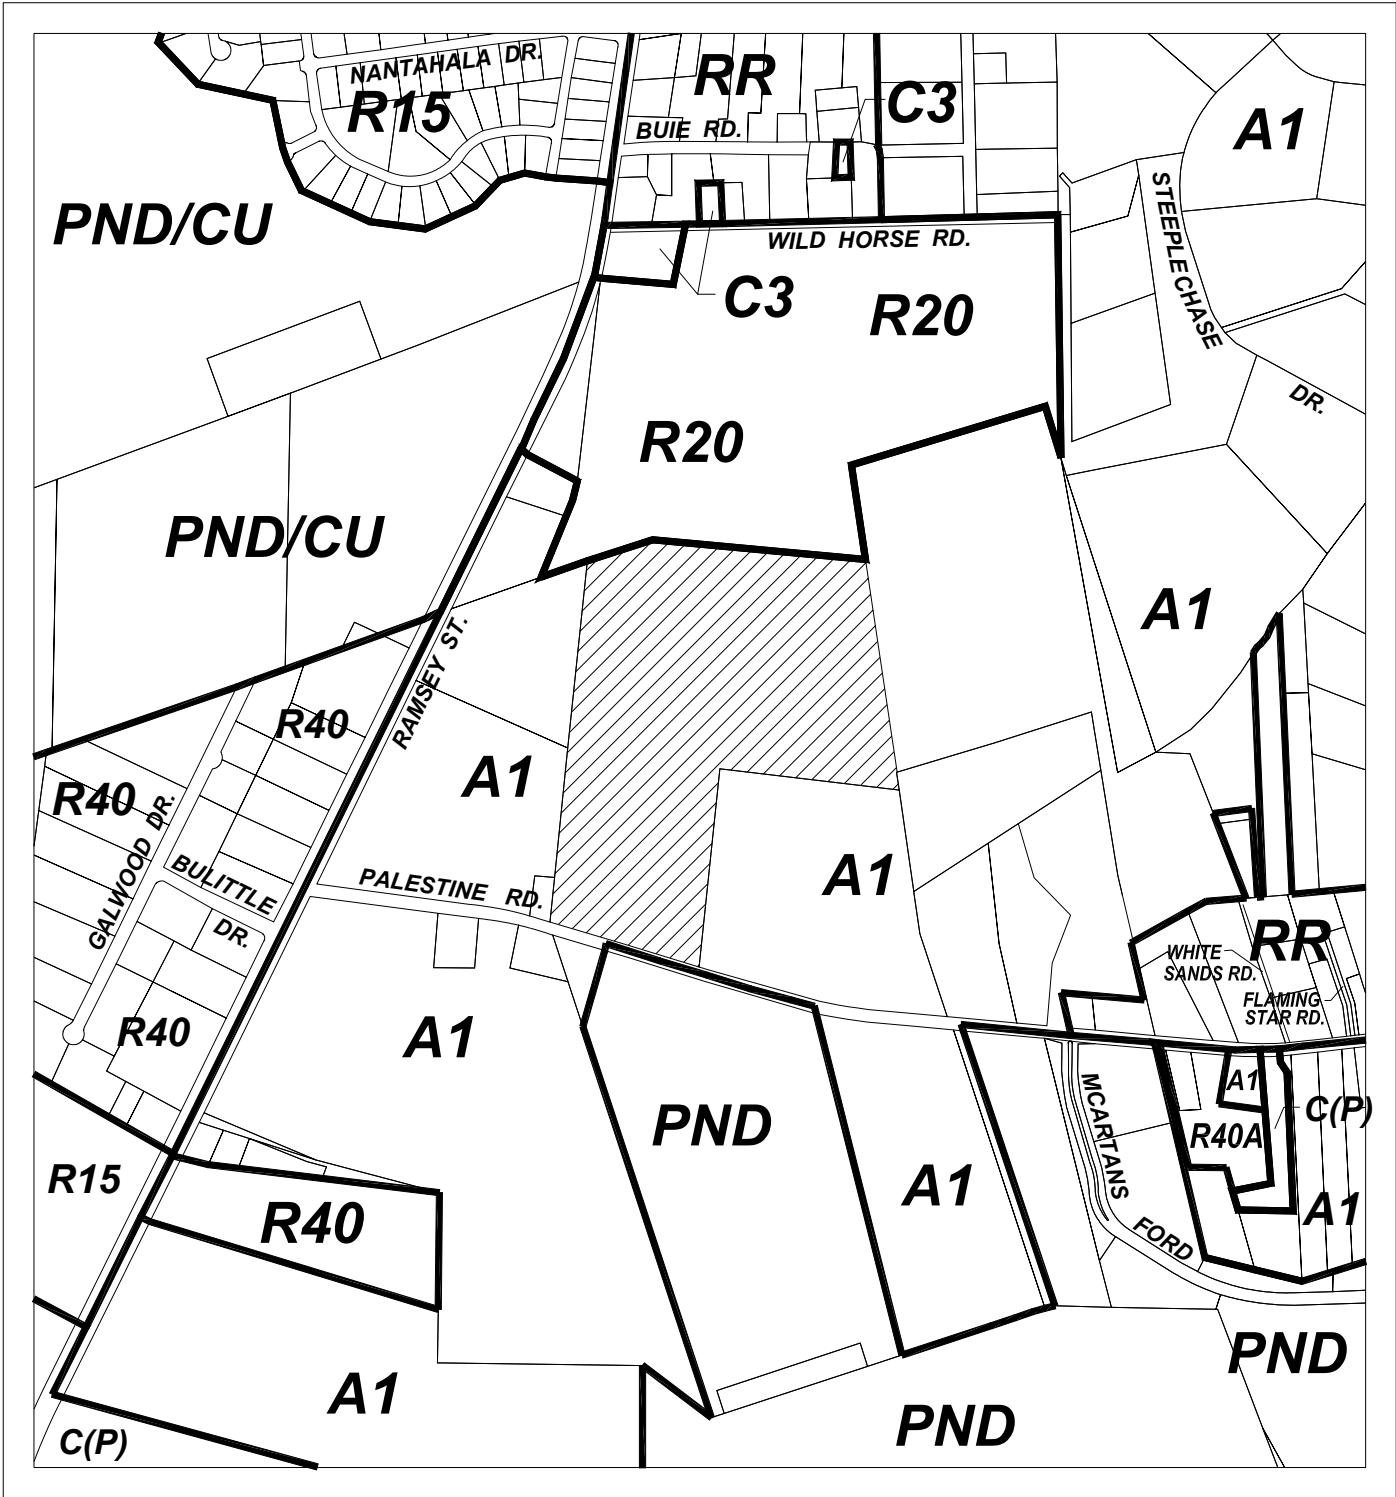 NANTAHALA DR.
R15
RR
C3
BUIE RD.
A1
PND/CU
STEEPLECHASE
DR.
WILD HORSE RD.
C3
R20
R20
PND/CU
A1
RAMSEY ST.
R40
R40
A1
GALWOOD DR.
BULITTLE
DR.
PALESTINE RD.
A1
RR
WHITE
SANDS RD.
FLAMING
STAR RD.
R40
A1
A1
C(P)
MCARTANS
FORD
PND
R40A
R15
A1
A1
R40
PND
A1
PND
C(P)